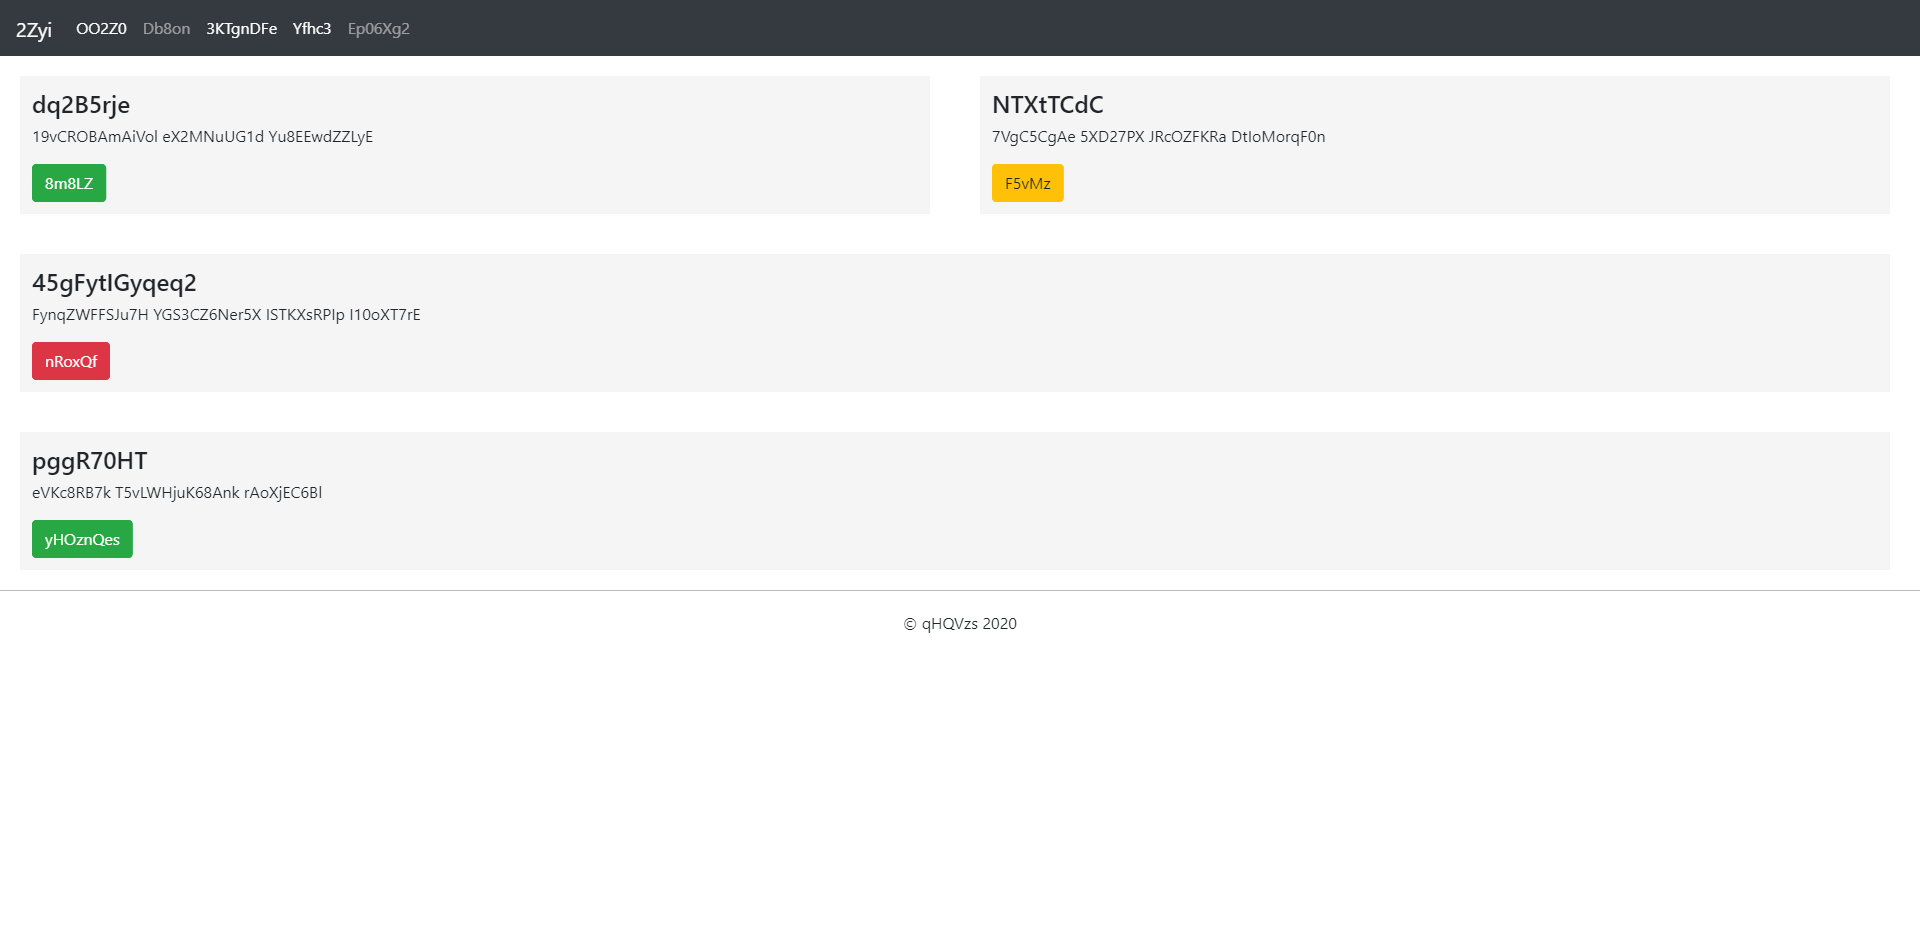 2Zyi OO2Z0 Db8on 3KTgnDFe Yfhc3 Ep06Xg2
dq2B5rje
19vCROBAmAiVol eX2MNuUG1d Yu8EEwdZZLyE
8m8LZ
NTXtTCdC
7VgC5CgAe 5XD27PX JRcOZFKRa DtIoMorqF0n
F5vMz
45gFytIGyqeq2
FynqZWFFSJu7H YGS3CZ6Ner5X ISTKXsRPIp I10oXT7rE
nRoxQf
pggR70HT
eVKc8RB7k T5vLWHjuK68Ank rAoXjEC6Bl
yHOznQes
© qHQVzs 2020